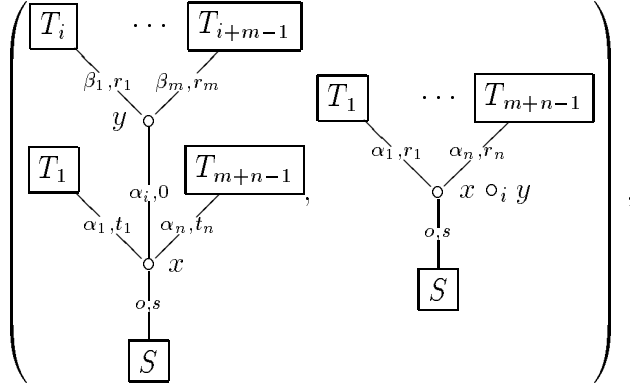 T_i ⋯ T_{i+m−1}
β_1,r_1 β_m,r_m
y
T_1 ⋯ T_{m+n−1}
T_1 T_{m+n−1} ,
α_1,r_1 α_n,r_n
α_i,0
x ∘_i y
α_1,t_1 α_n,t_n
,
o,s
x
S
o,s
S